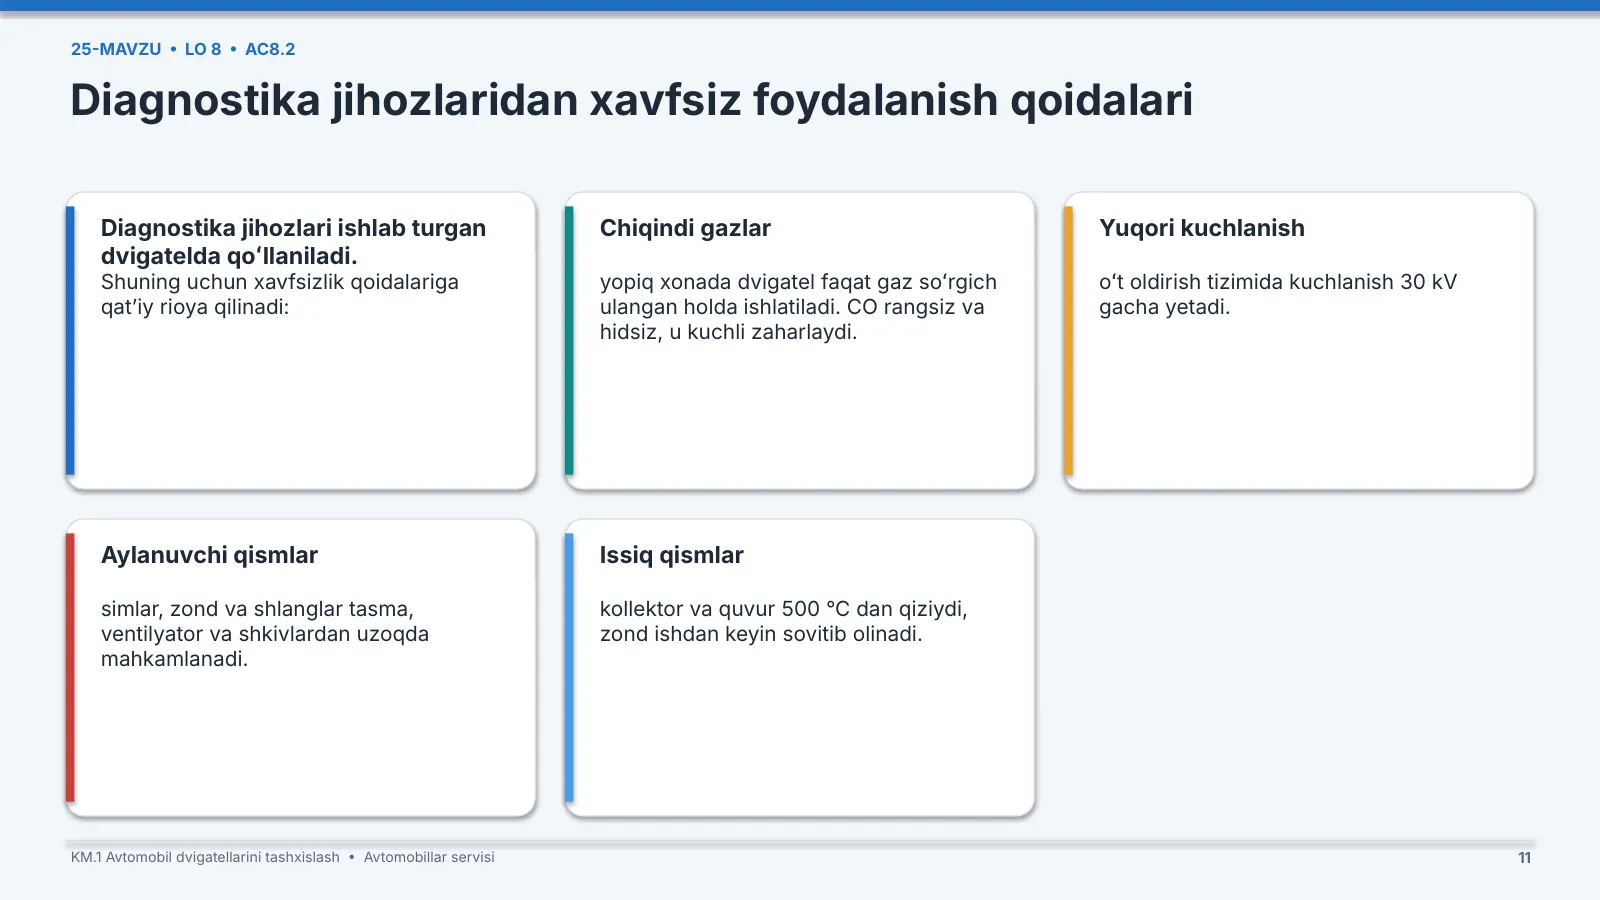 25-MAVZU • LO 8 • AC8.2
Diagnostika jihozlaridan xavfsiz foydalanish qoidalari
Diagnostika jihozlari ishlab turgan
dvigatelda qoʻllaniladi.
Shuning uchun xavfsizlik qoidalariga
qatʼiy rioya qilinadi:
Chiqindi gazlar
yopiq xonada dvigatel faqat gaz soʻrgich
ulangan holda ishlatiladi. CO rangsiz va
hidsiz, u kuchli zaharlaydi.
Yuqori kuchlanish
oʻt oldirish tizimida kuchlanish 30 kV
gacha yetadi.
Aylanuvchi qismlar
simlar, zond va shlanglar tasma,
ventilyator va shkivlardan uzoqda
mahkamlanadi.
Issiq qismlar
kollektor va quvur 500 °C dan qiziydi,
zond ishdan keyin sovitib olinadi.
KM.1 Avtomobil dvigatellarini tashxislash • Avtomobillar servisi
11